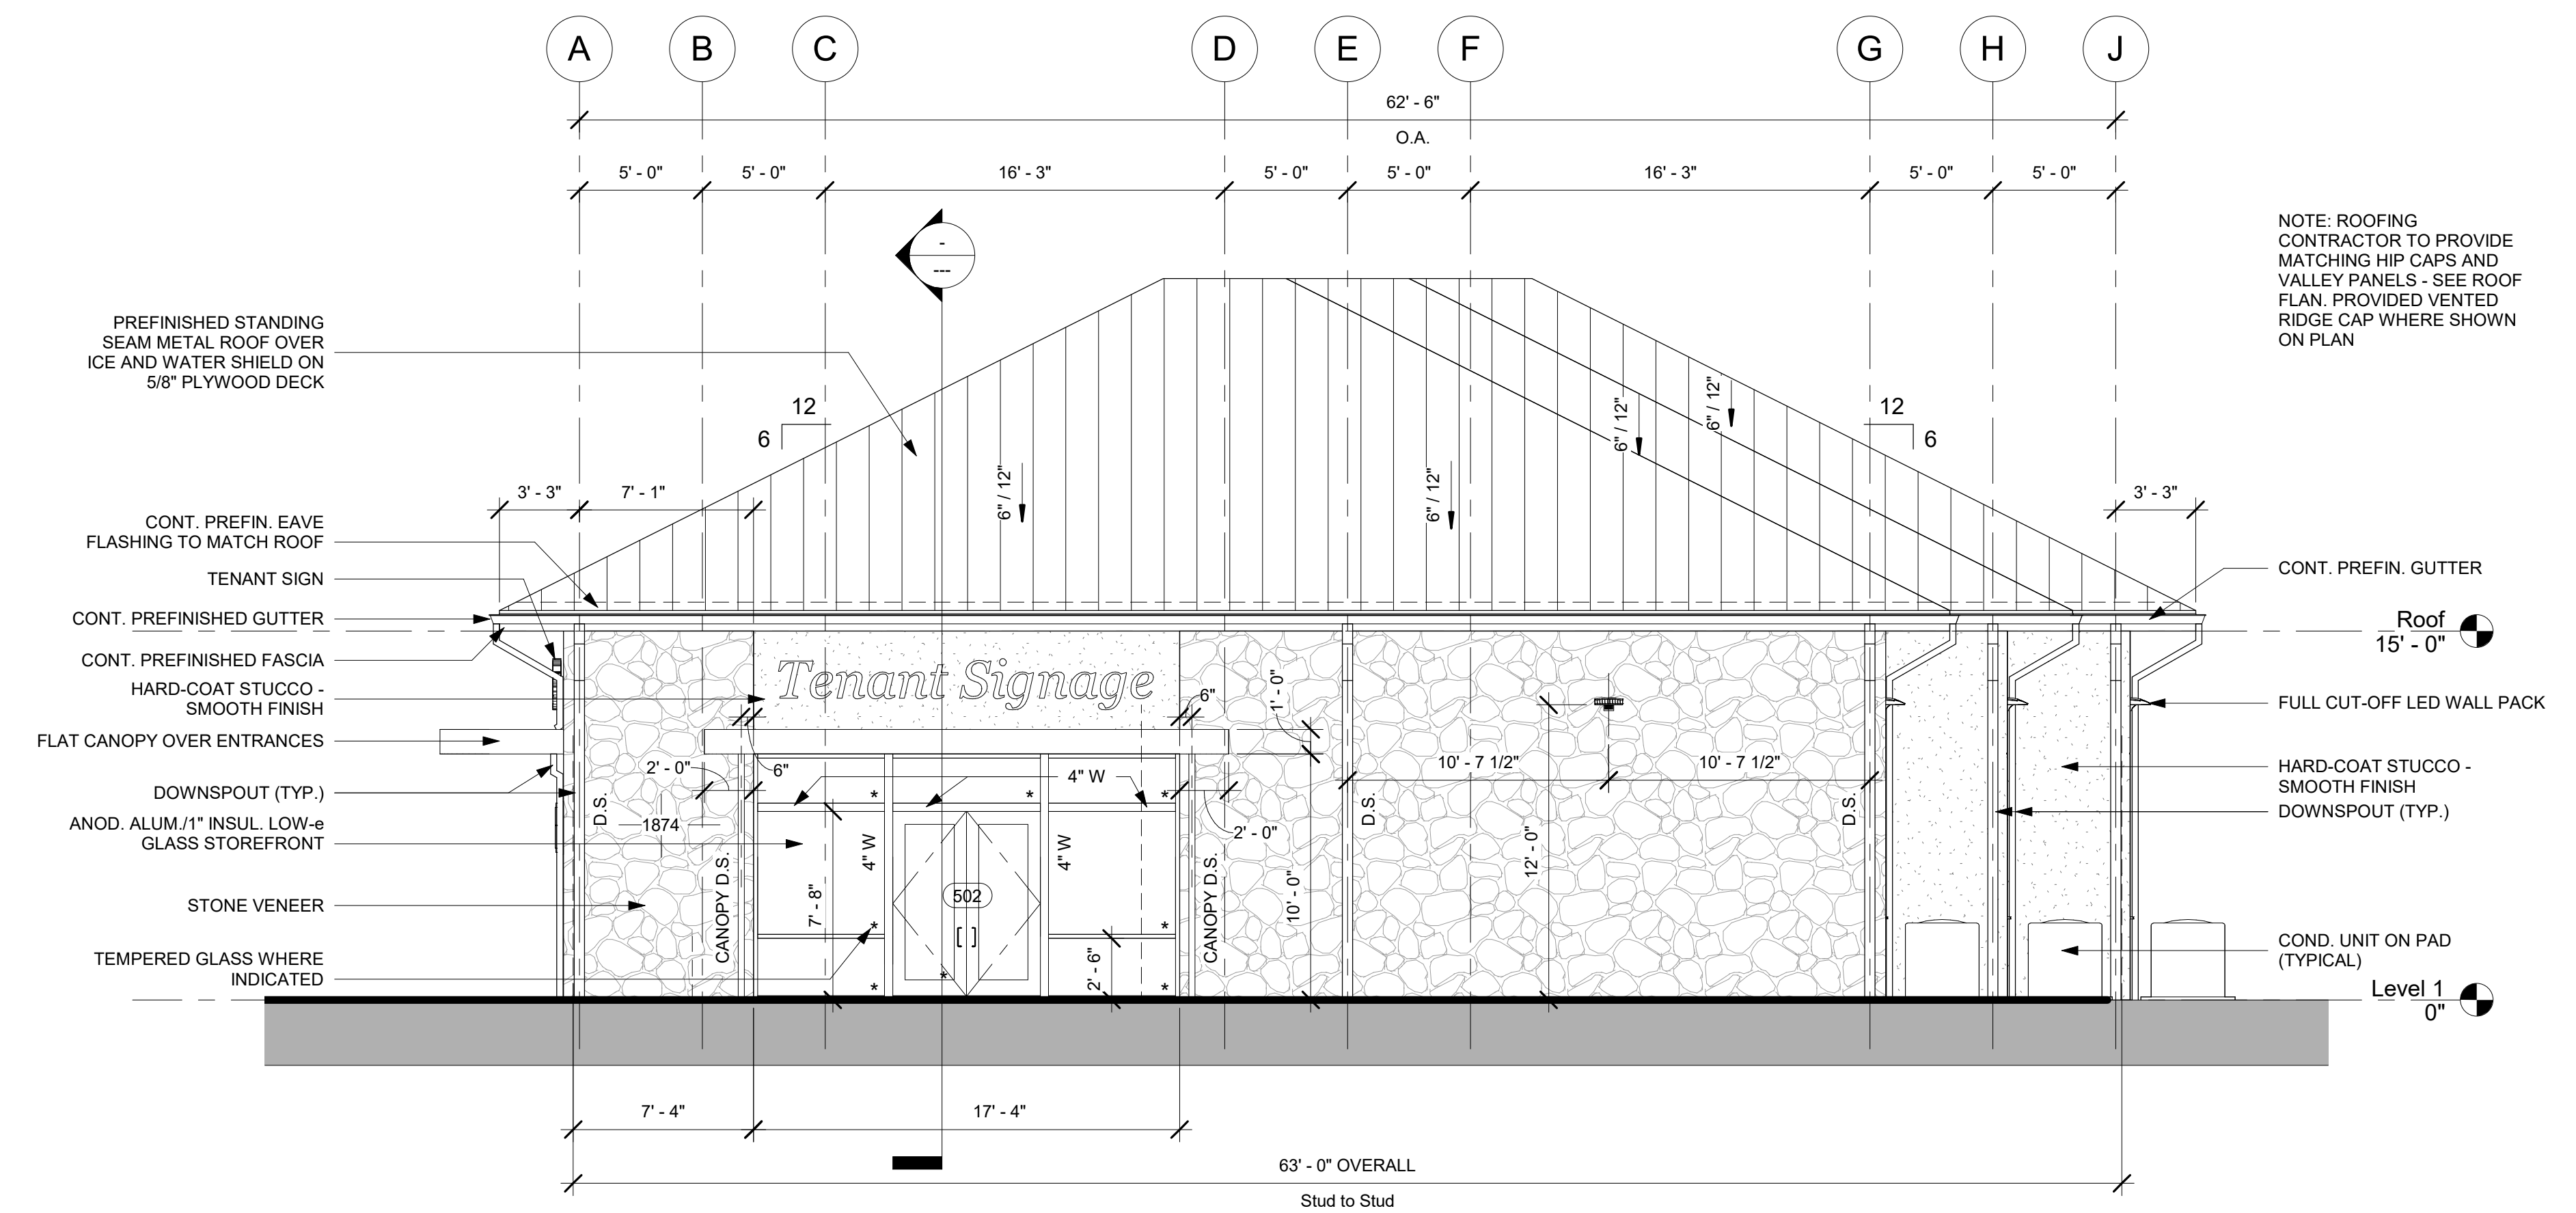 A B C D E F G H J
62' - 6"
O.A.
5' - 0" 5' - 0" 16' - 3" 5' - 0" 5' - 0" 16' - 3" 5' - 0" 5' - 0"
-
---
NOTE: ROOFING
CONTRACTOR TO PROVIDE
MATCHING HIP CAPS AND
VALLEY PANELS - SEE ROOF
FLAN. PROVIDED VENTED
RIDGE CAP WHERE SHOWN
ON PLAN
PREFINISHED STANDING
SEAM METAL ROOF OVER
ICE AND WATER SHIELD ON
5/8" PLYWOOD DECK
12
6
12
6
6" / 12"
6" / 12"
6" / 12"
6" / 12"
3' - 3" 7' - 1"
3' - 3"
CONT. PREFIN. EAVE
FLASHING TO MATCH ROOF
TENANT SIGN
CONT. PREFINISHED GUTTER
CONT. PREFINISHED FASCIA
HARD-COAT STUCCO -
SMOOTH FINISH
FLAT CANOPY OVER ENTRANCES
DOWNSPOUT (TYP.)
ANOD. ALUM./1" INSUL. LOW-e
GLASS STOREFRONT
STONE VENEER
TEMPERED GLASS WHERE
INDICATED
Tenant Signage
6"
1' - 0"
2' - 0"
6"
4" W
* * *
10' - 7 1/2" 10' - 7 1/2"
D.S.
1874
2' - 0"
D.S.
D.S.
4" W
4" W
12' - 0"
CANOPY D.S.
7' - 8"
502
CANOPY D.S.
10' - 0"
* *
2' - 6"
* * *
CONT. PREFIN. GUTTER
Roof
15' - 0"
FULL CUT-OFF LED WALL PACK
HARD-COAT STUCCO -
SMOOTH FINISH
DOWNSPOUT (TYP.)
COND. UNIT ON PAD
(TYPICAL)
Level 1
0"
7' - 4" 17' - 4"
63' - 0" OVERALL
Stud to Stud